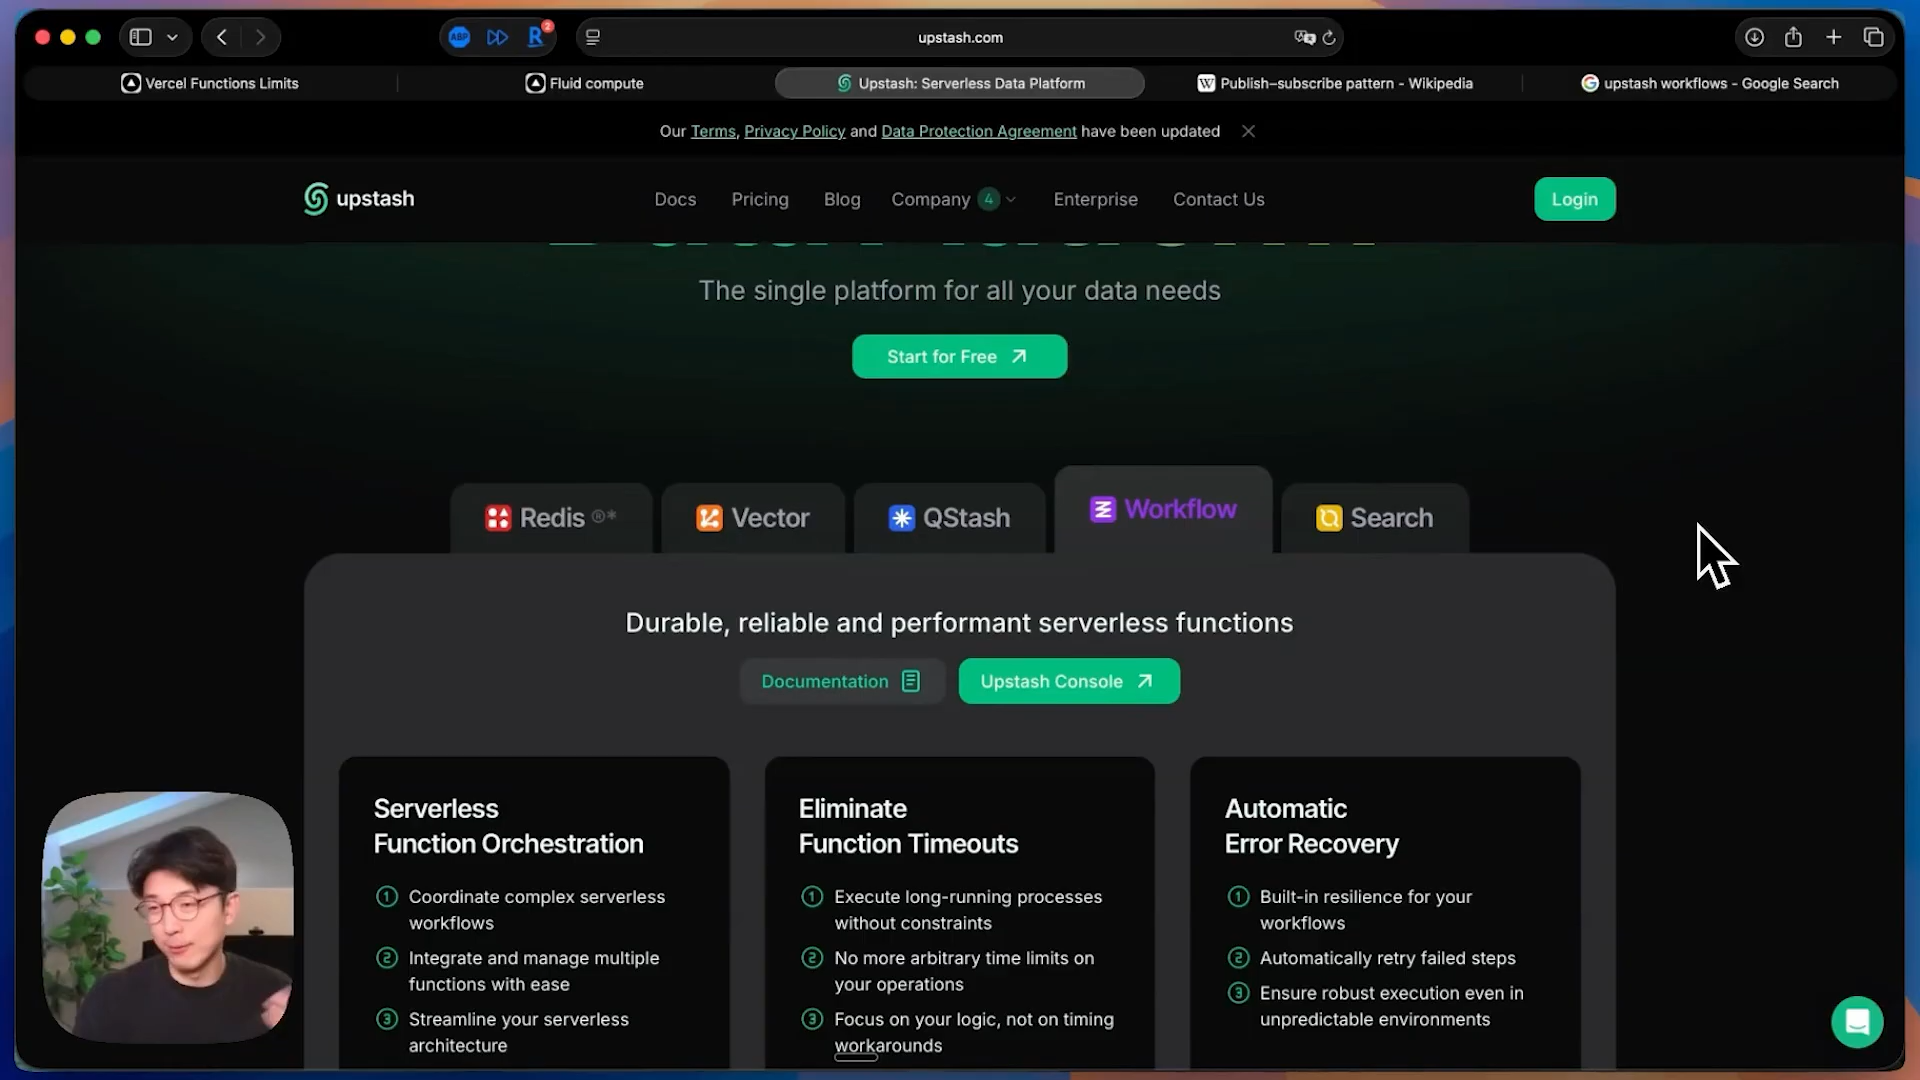 upstash.com
Vercel Functions Limits
Fluid compute
Upstash: Serverless Data Platform
Publish–subscribe pattern - Wikipedia
upstash workflows - Google Search
Our Terms, Privacy Policy and Data Protection Agreement have been updated
upstash
Docs
Pricing
Blog
Company 4
Enterprise
Contact Us
Login
The single platform for all your data needs
Start for Free
Redis ®*
Vector
QStash
Workflow
Search
Durable, reliable and performant serverless functions
Documentation
Upstash Console
Serverless
Function Orchestration
1 Coordinate complex serverless
workflows
2 Integrate and manage multiple
functions with ease
3 Streamline your serverless
architecture
Eliminate
Function Timeouts
1 Execute long-running processes
without constraints
2 No more arbitrary time limits on
your operations
3 Focus on your logic, not on timing
workarounds
Automatic
Error Recovery
1 Built-in resilience for your
workflows
2 Automatically retry failed steps
3 Ensure robust execution even in
unpredictable environments
ABP
R 2